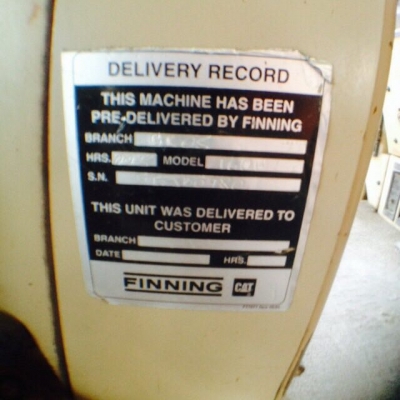 DELIVERY RECORD
THIS MACHINE HAS BEEN
PRE-DELIVERED BY FINNING
BRANCH
HRS. MODEL
S.N.
THIS UNIT WAS DELIVERED TO
CUSTOMER
BRANCH
DATE HRS.
FINNING CAT